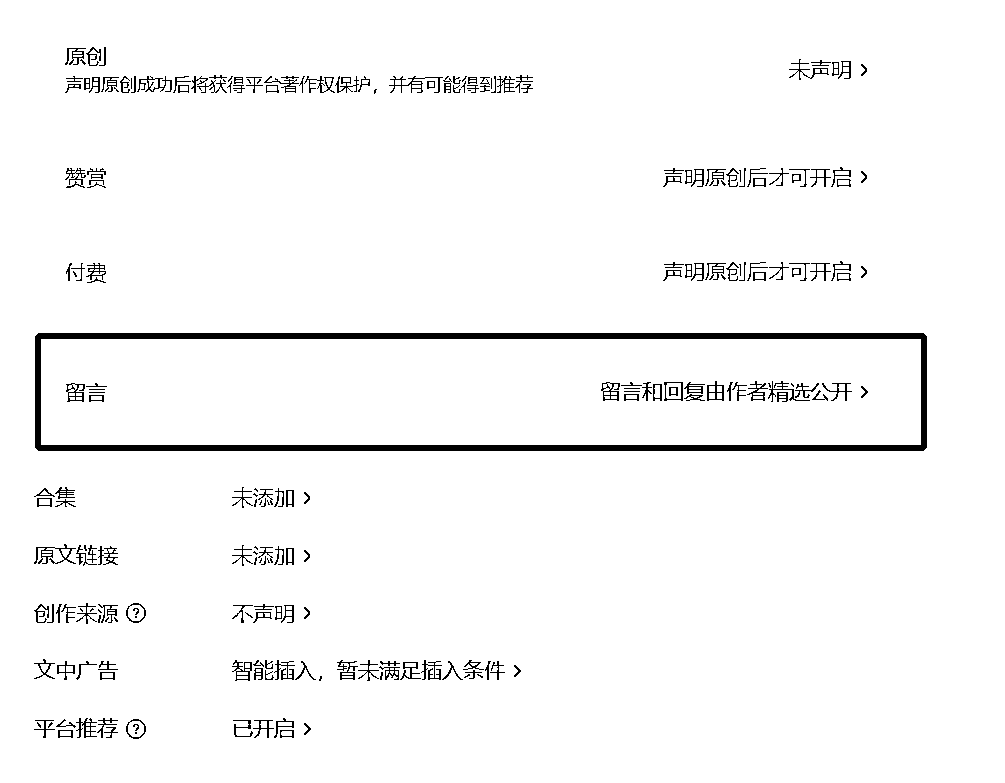 原创
声明原创成功后将获得平台著作权保护，并有可能得到推荐
未声明
赞赏
声明原创后才可开启
付费
声明原创后才可开启
留言
留言和回复由作者精选公开
合集
未添加
原文链接
未添加
创作来源
不声明
文中广告
智能插入，暂未满足插入条件
平台推荐
已开启